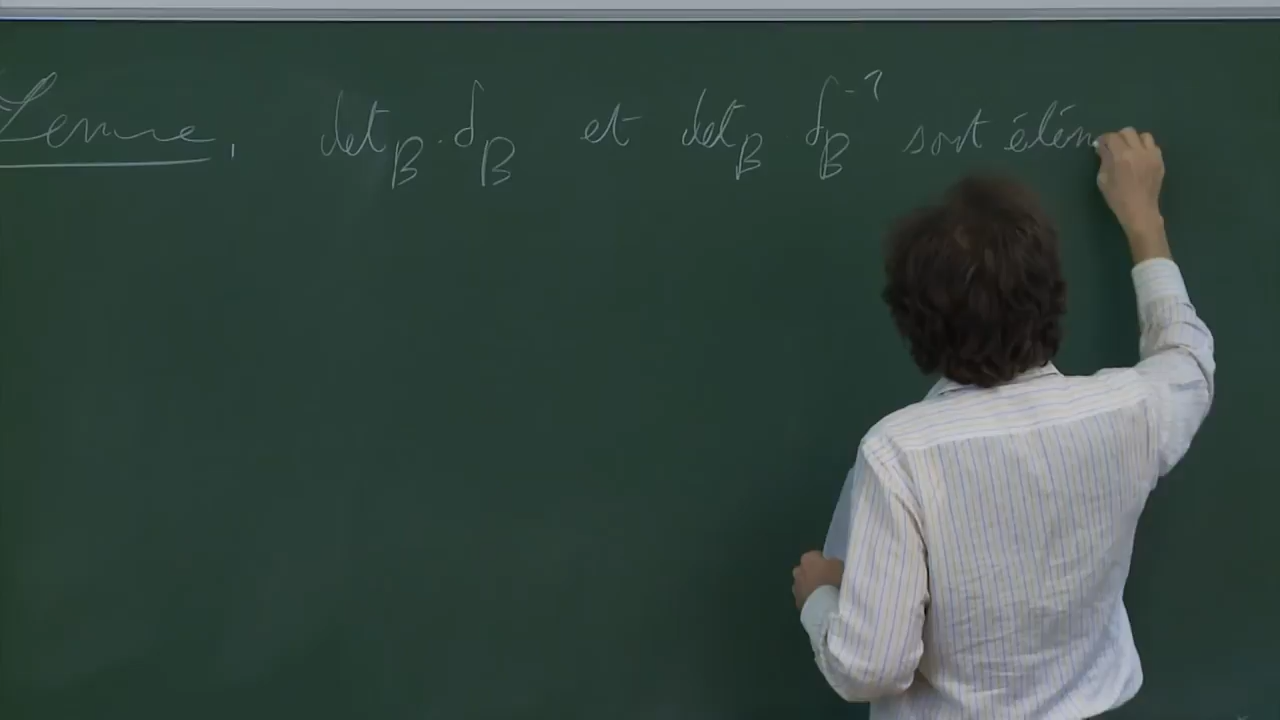 Lemme, det_B · δ_B et det_B · δ_B^{-1} sont élém